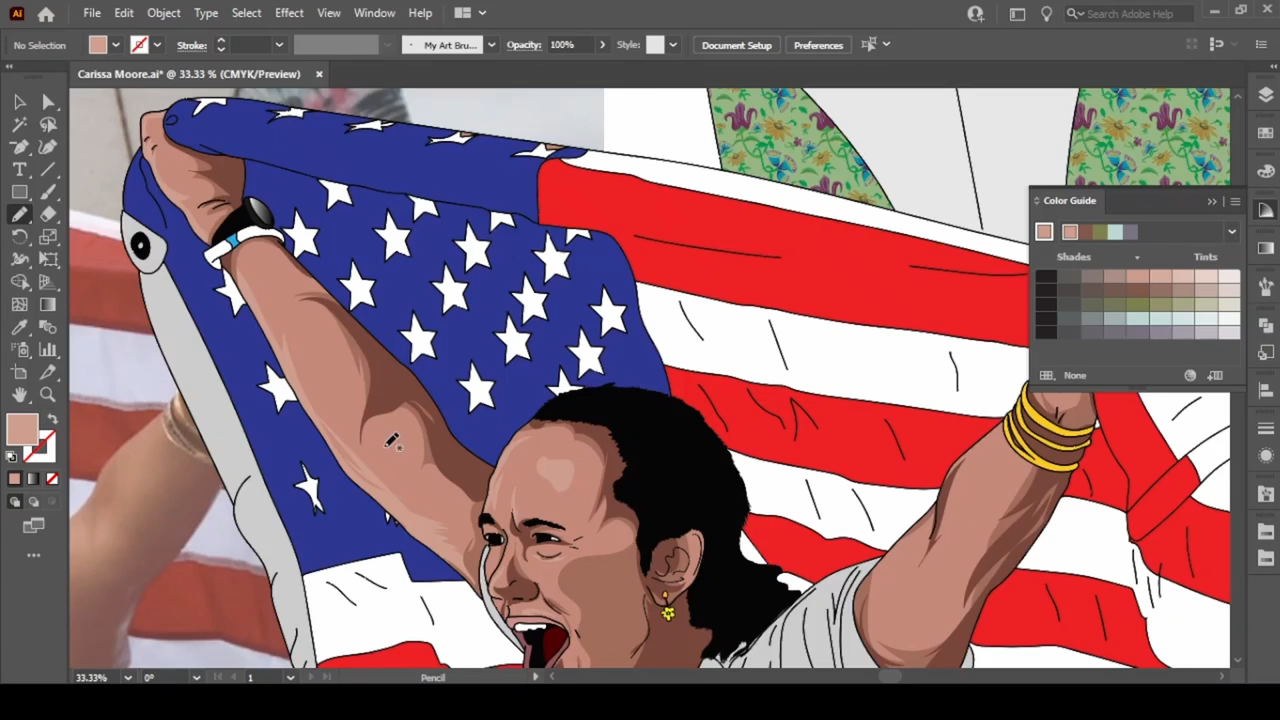 Ai File Edit Object Type Select Effect View Window Help Search Adobe Help
No Selection Stroke: My Art Bru... Opacity: 100% Style: Document Setup Preferences
Carissa Moore.ai* @ 33.33 % (CMYK/Preview) ×
Color Guide
Shades Tints
None
33.33% 0° 1 Pencil